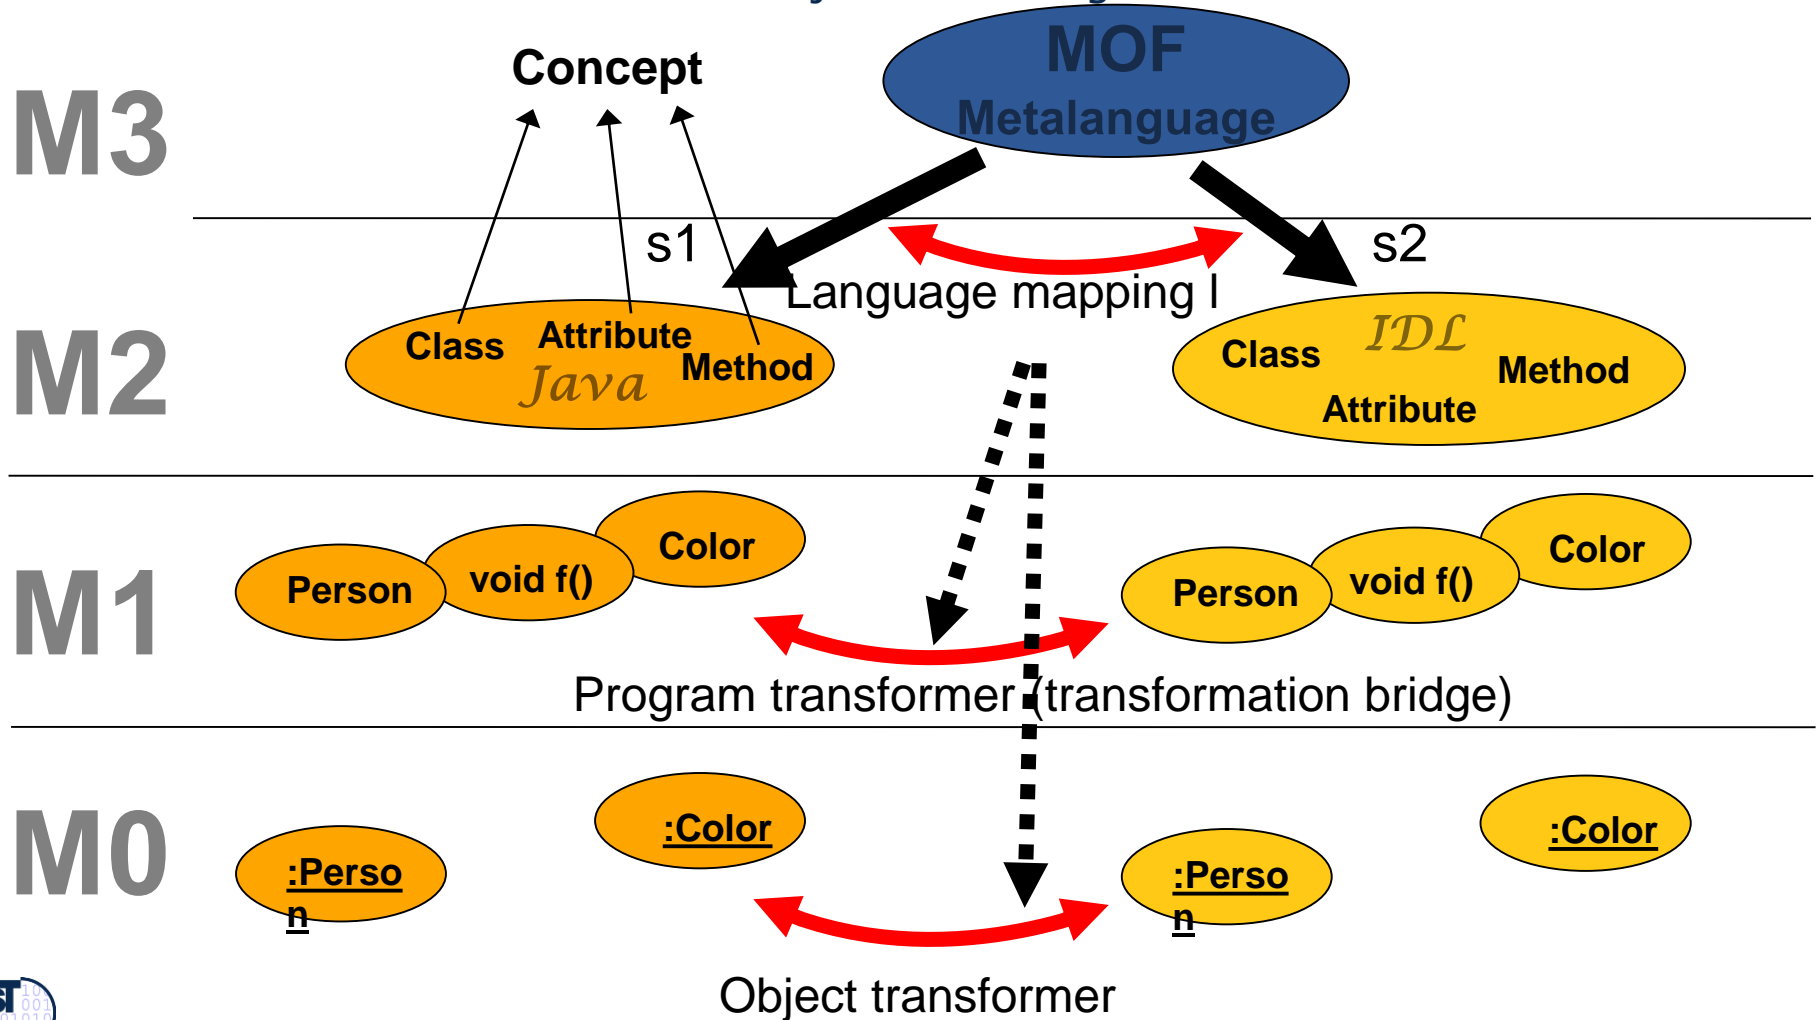 Concept
MOF
Metalanguage
M3
s1
s2
Language mapping l
M2
Class
Attribute
Method
Java
Class
IDL
Method
Attribute
M1
Person
void f()
Color
Person
void f()
Color
Program transformer (transformation bridge)
M0
:Perso
n
:Color
:Perso
n
:Color
Object transformer